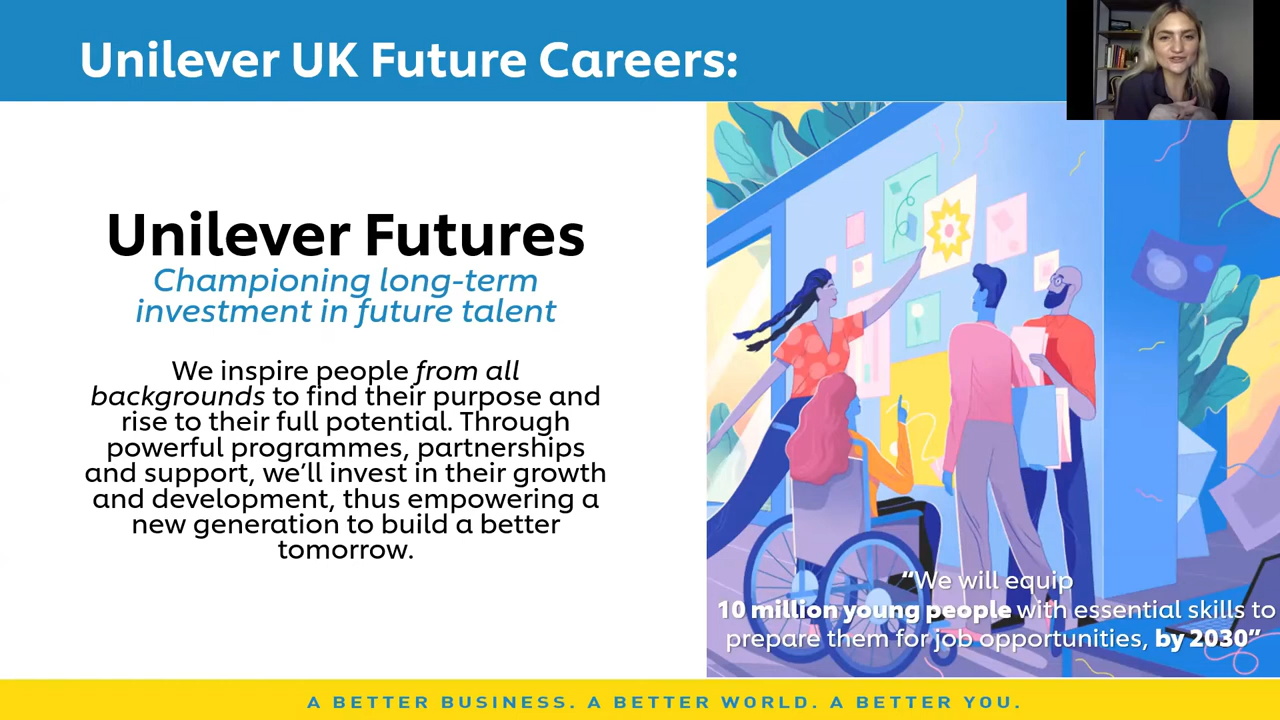 Unilever UK Future Careers:
Unilever Futures
Championing long-term
investment in future talent
We inspire people from all
backgrounds to find their purpose and
rise to their full potential. Through
powerful programmes, partnerships
and support, we’ll invest in their growth
and development, thus empowering a
new generation to build a better
tomorrow.
“We will equip
10 million young people with essential skills to
prepare them for job opportunities, by 2030”
A BETTER BUSINESS. A BETTER WORLD. A BETTER YOU.